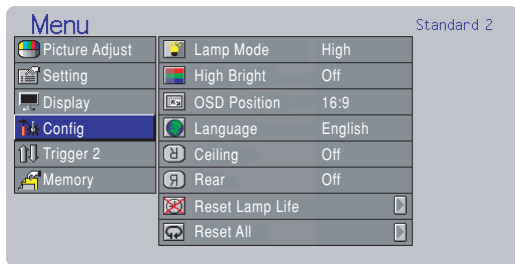 Menu
Standard 2
Picture Adjust
Setting
Display
Config
Trigger 2
Memory
Lamp Mode High
High Bright Off
OSD Position 16:9
Language English
Ceiling Off
Rear Off
Reset Lamp Life
Reset All